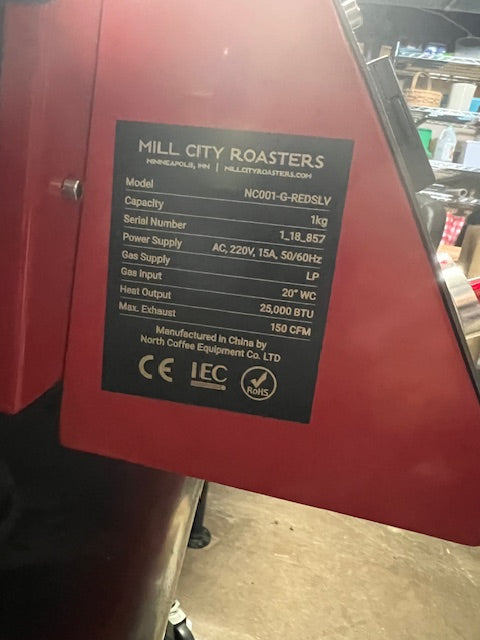 MILL CITY ROASTERS
MINNEAPOLIS, MN | MILLCITYROASTERS.COM
Model NC001-G-REDSLV
Capacity 1kg
Serial Number 1_18_857
Power Supply AC, 220V, 15A, 50/60Hz
Gas Supply LP
Gas Input 20" WC
Heat Output 25,000 BTU
Max. Exhaust 150 CFM
Manufactured in China by
North Coffee Equipment Co. LTD
CE IEC RoHS